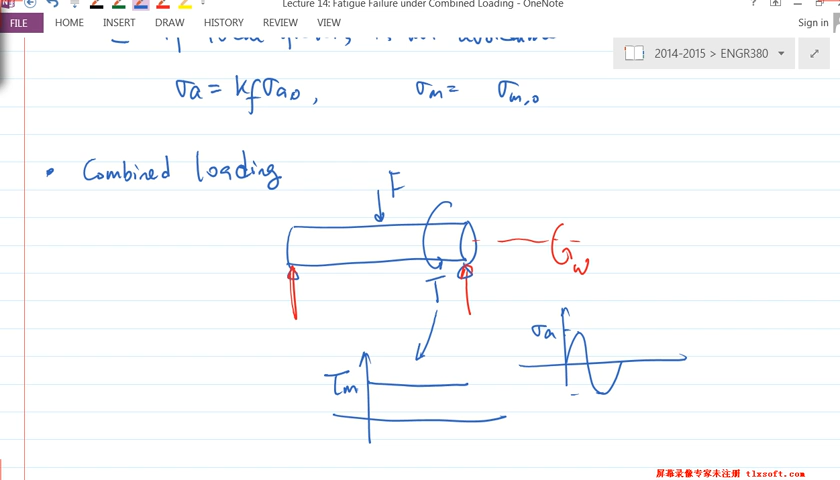 Lecture 14: Fatigue Failure under Combined Loading - OneNote
FILE HOME INSERT DRAW HISTORY REVIEW VIEW
Sign in
2014-2015 > ENGR380
σa = kf σa0 , σm = σm,0
• Combined loading
F
ω
T
σa
τm
屏幕录像专家未注册 tlxsoft.com